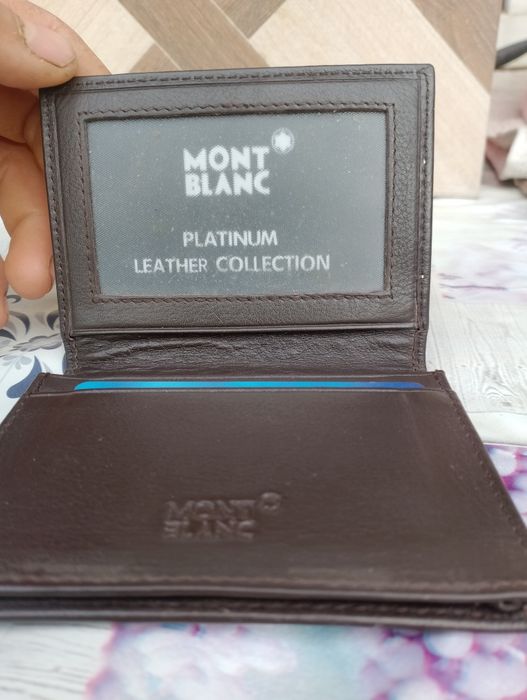 MONT
BLANC
PLATINUM
LEATHER COLLECTION
MONT
BLANC